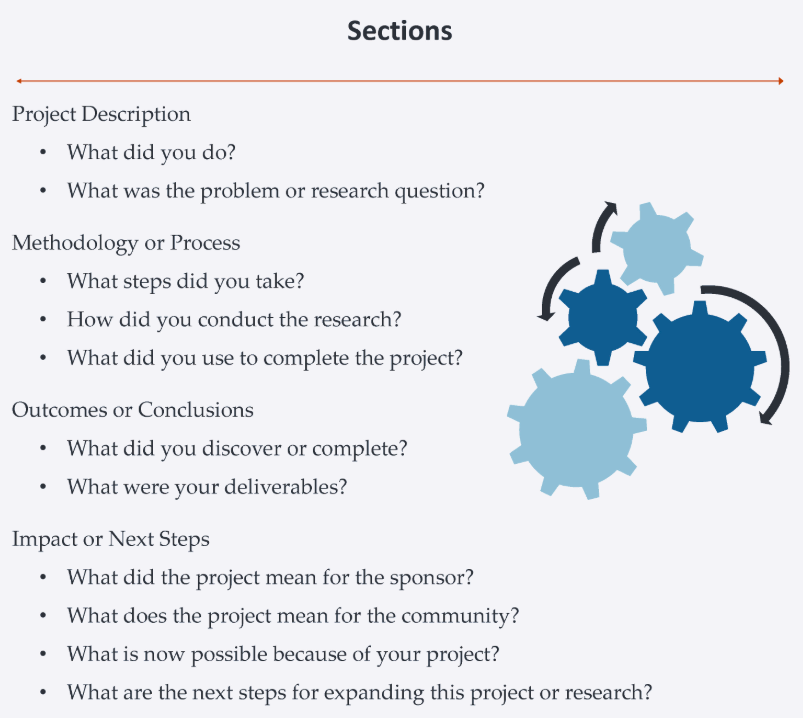 Sections
Project Description
• What did you do?
• What was the problem or research question?
Methodology or Process
• What steps did you take?
• How did you conduct the research?
• What did you use to complete the project?
Outcomes or Conclusions
• What did you discover or complete?
• What were your deliverables?
Impact or Next Steps
• What did the project mean for the sponsor?
• What does the project mean for the community?
• What is now possible because of your project?
• What are the next steps for expanding this project or research?